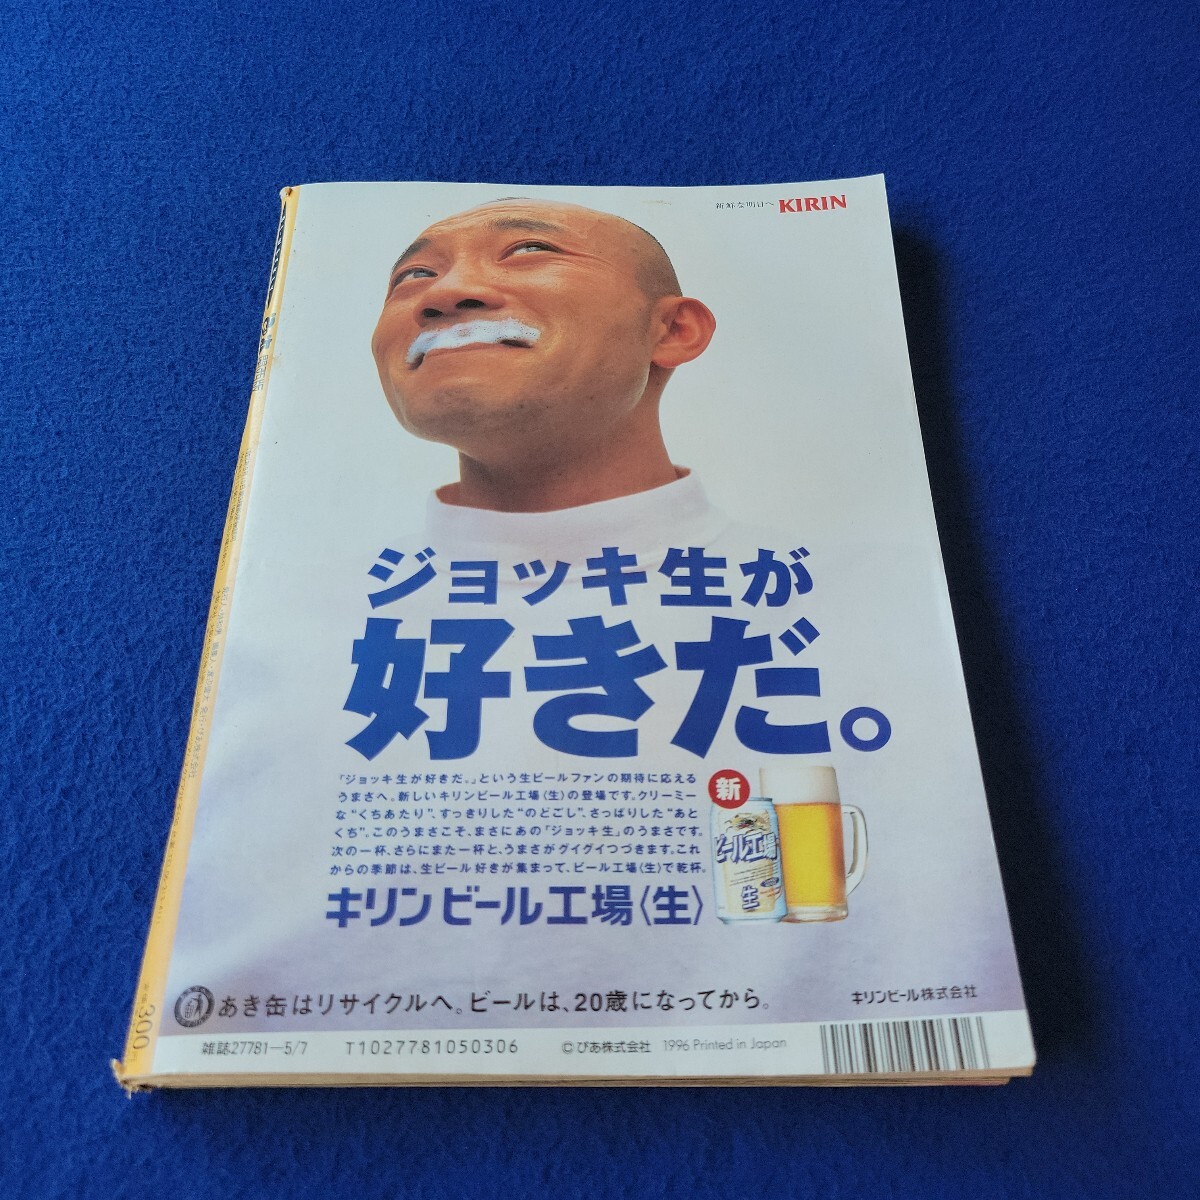 新鮮な明日へ KIRIN
ジョッキ生が
好きだ。
「ジョッキ生が好きだ。」という生ビールファンの期待に応える
うまさへ。新しいキリンビール工場〈生〉の登場です。クリーミー
な“くちあたり”、すっきりした“のどごし”、さっぱりした“あと
くち”。このうまさこそ、まさにあの「ジョッキ生」のうまさです。
次の一杯、さらにまた一杯と、うまさがグイグイつづきます。これ
からの季節は、生ビール好きが集まって、ビール工場〈生〉で乾杯。
新
ビール工場
生
キリンビール工場〈生〉
あき缶はリサイクルへ。ビールは、20歳になってから。
キリンビール株式会社
雑誌27781-5/7 T1027781050306 ©ぴあ株式会社 1996 Printed in Japan
300円